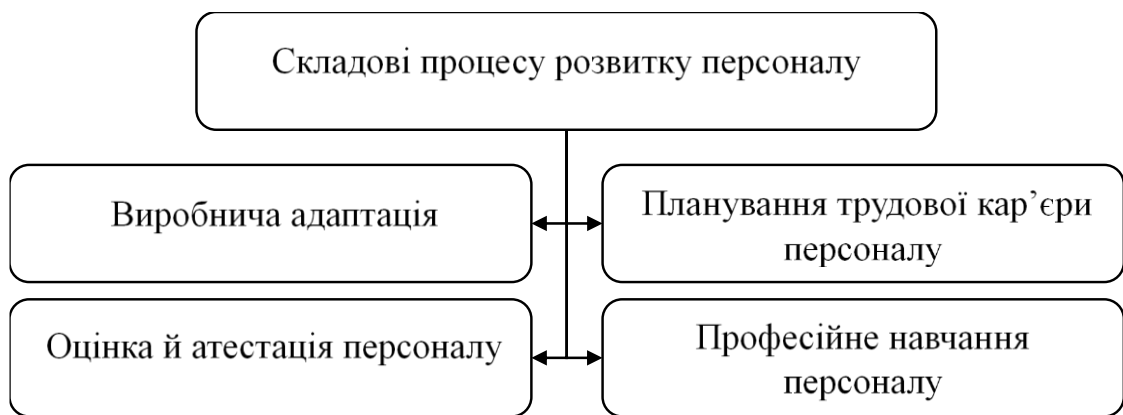 Складові процесу розвитку персоналу
Виробнича адаптація
Планування трудової кар’єри
персоналу
Оцінка й атестація персоналу
Професійне навчання
персоналу